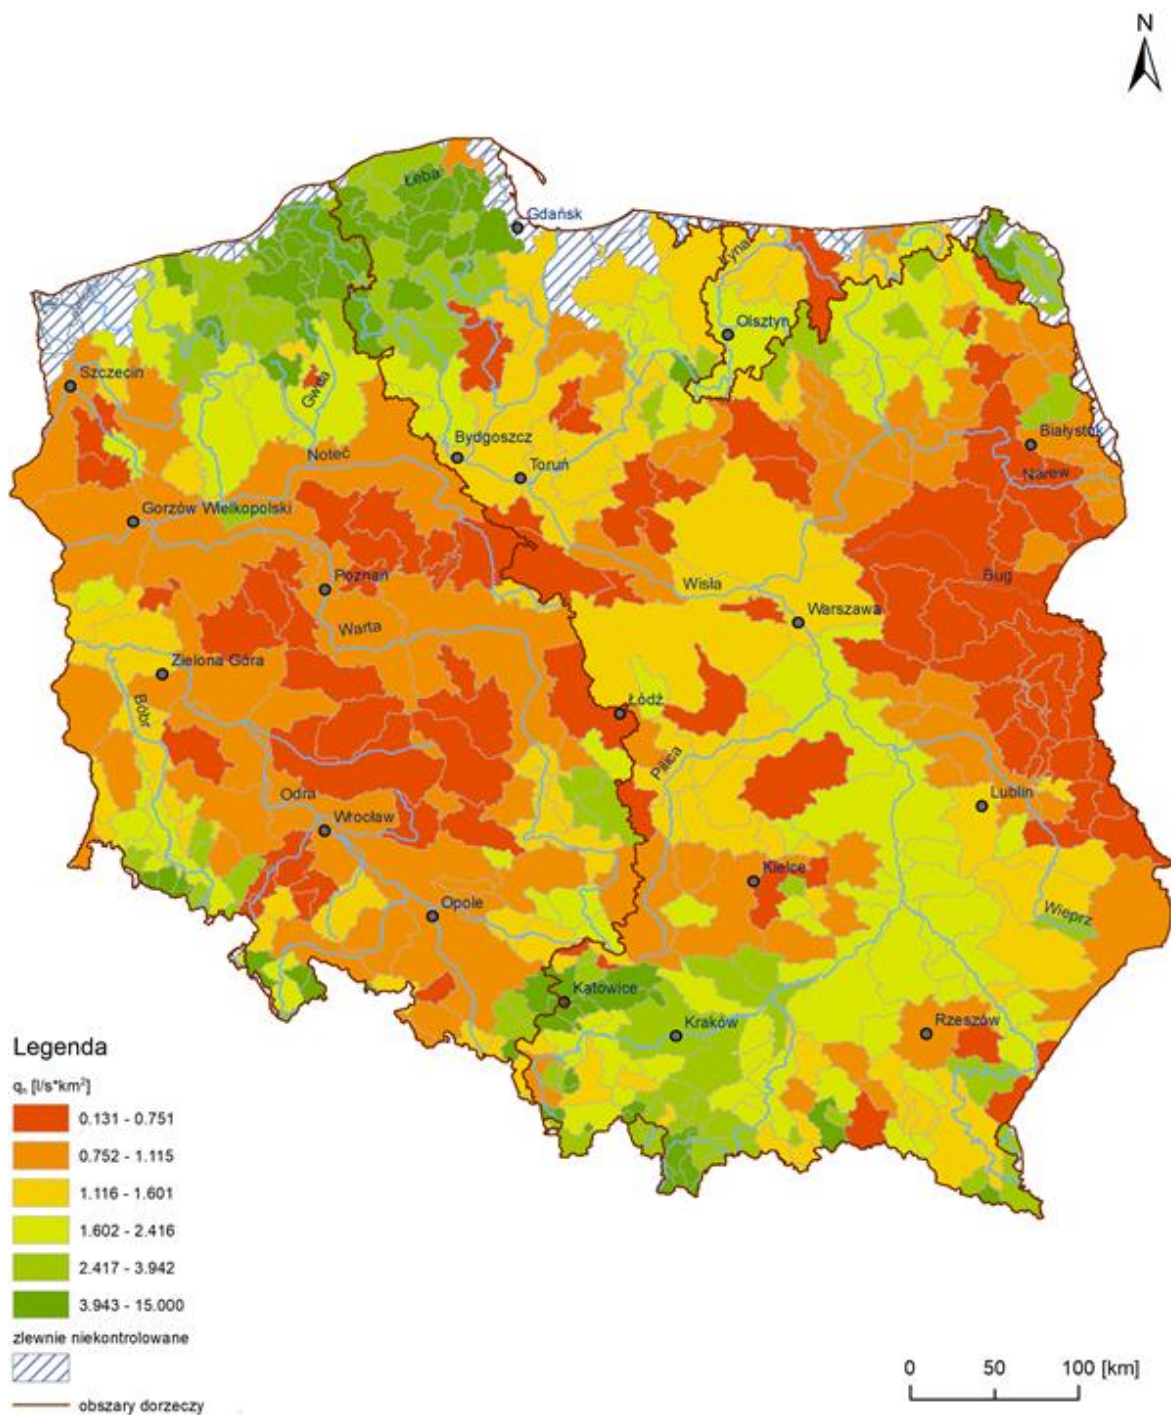 N
Łeba
Gdańsk
yna
Olsztyn
Szczecin
Gwda
Białystok
Bydgoszcz
Noteć
Toruń
Narew
Gorzów Wielkopolski
Bug
Poznań
Wisła
Warszawa
Warta
Zielona Góra
Bóbr
Łódź
Pilica
Odra
Lublin
Wrocław
Kielce
Opole
Wieprz
Katowice
Kraków
Rzeszów
Legenda
qₙ [l/s*km²]
0.131 - 0.751
0.752 - 1.115
1.116 - 1.601
1.602 - 2.416
2.417 - 3.942
3.943 - 15.000
zlewnie niekontrolowane
obszary dorzeczy
0 50 100 [km]